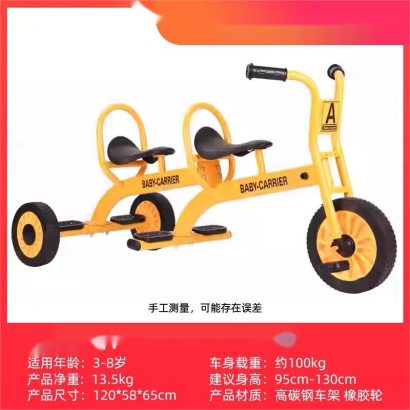 A
BABY-CARRIER
BABY-CARRIER
手工测量，可能存在误差
适用年龄：3-8岁
车身载重：约100kg
产品净重：13.5kg
建议身高：95cm-130cm
产品尺寸：120*58*65cm
产品材质：高碳钢车架 橡胶轮